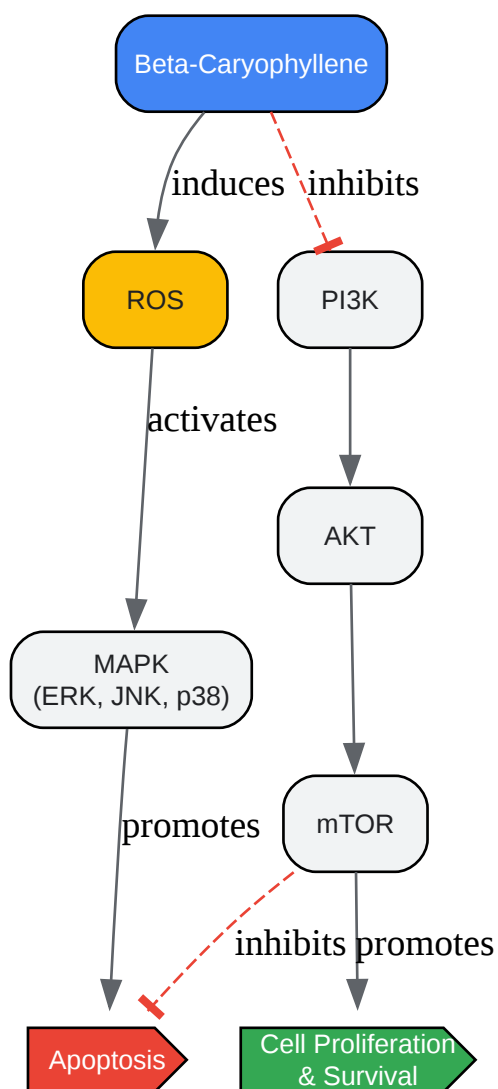 Beta-Caryophyllene
induces
inhibits
ROS
PI3K
activates
AKT
MAPK
(ERK, JNK, p38)
mTOR
promotes
inhibits
promotes
Apoptosis
Cell Proliferation
& Survival